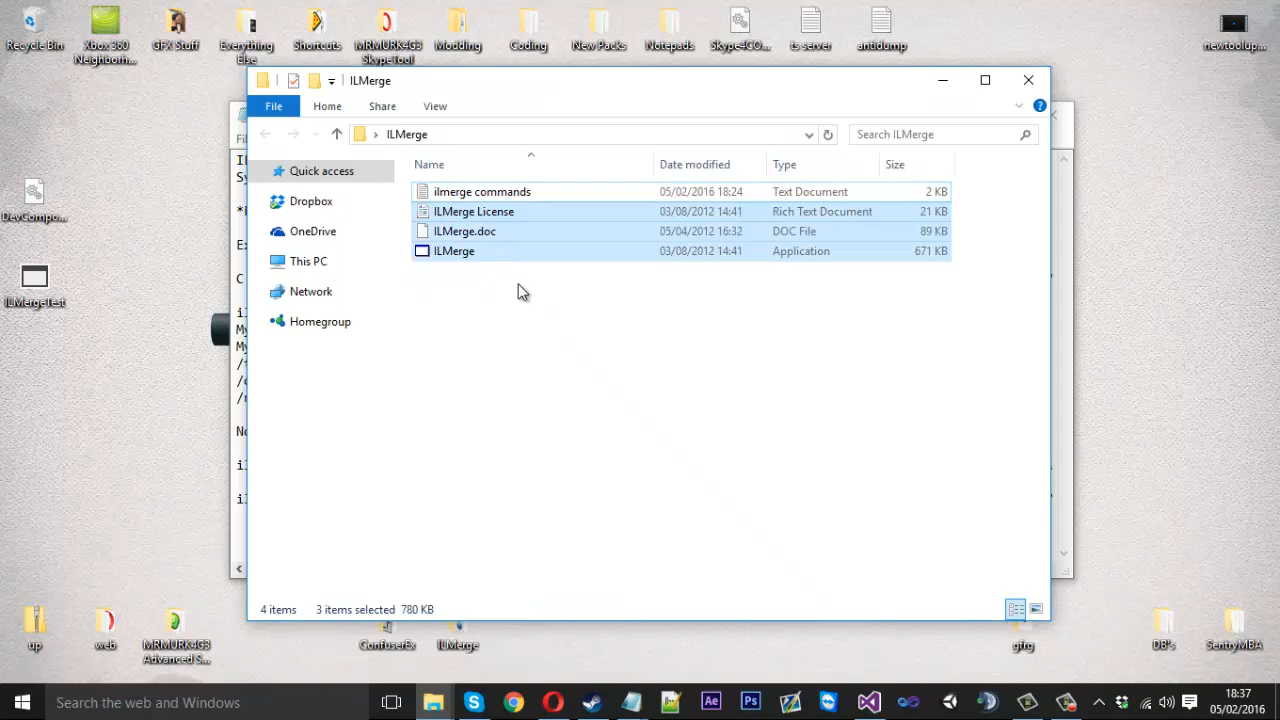 Recycle Bin
Xbox 360
Neighborh...
GFX Stuff
Everything
Else
Shortcuts
MRMURK4G3
SkypeTool
Modding
Coding
New Packs
Notepads
Skype4CO...
ts server
antidump
newtoolup...
ILMerge
File
Home
Share
View
ILMerge
Search ILMerge
Name
Date modified
Type
Size
Quick access
Dropbox
OneDrive
This PC
Network
Homegroup
ilmerge commands 05/02/2016 18:24 Text Document 2 KB
ILMerge License 03/08/2012 14:41 Rich Text Document 21 KB
ILMerge.doc 05/04/2012 16:32 DOC File 89 KB
ILMerge 03/08/2012 14:41 Application 671 KB
DevCompo...
ILMergeTest
4 items 3 items selected 780 KB
up
web
MRMURK4G3
Advanced S...
ConfuserEx
ILMerge
gfrg
DB's
SentryMBA
Search the web and Windows
18:37
05/02/2016